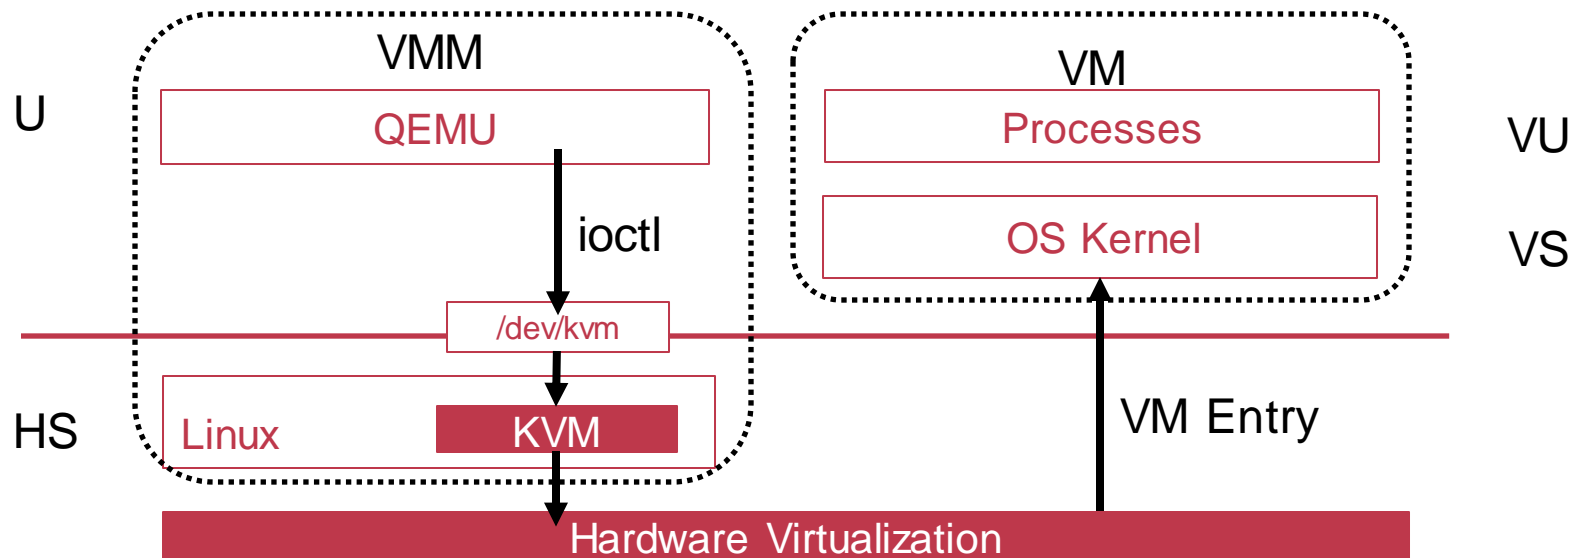 VMM
VM
U
QEMU
Processes
VU
ioctl
OS Kernel
VS
/dev/kvm
HS
Linux
KVM
VM Entry
Hardware Virtualization